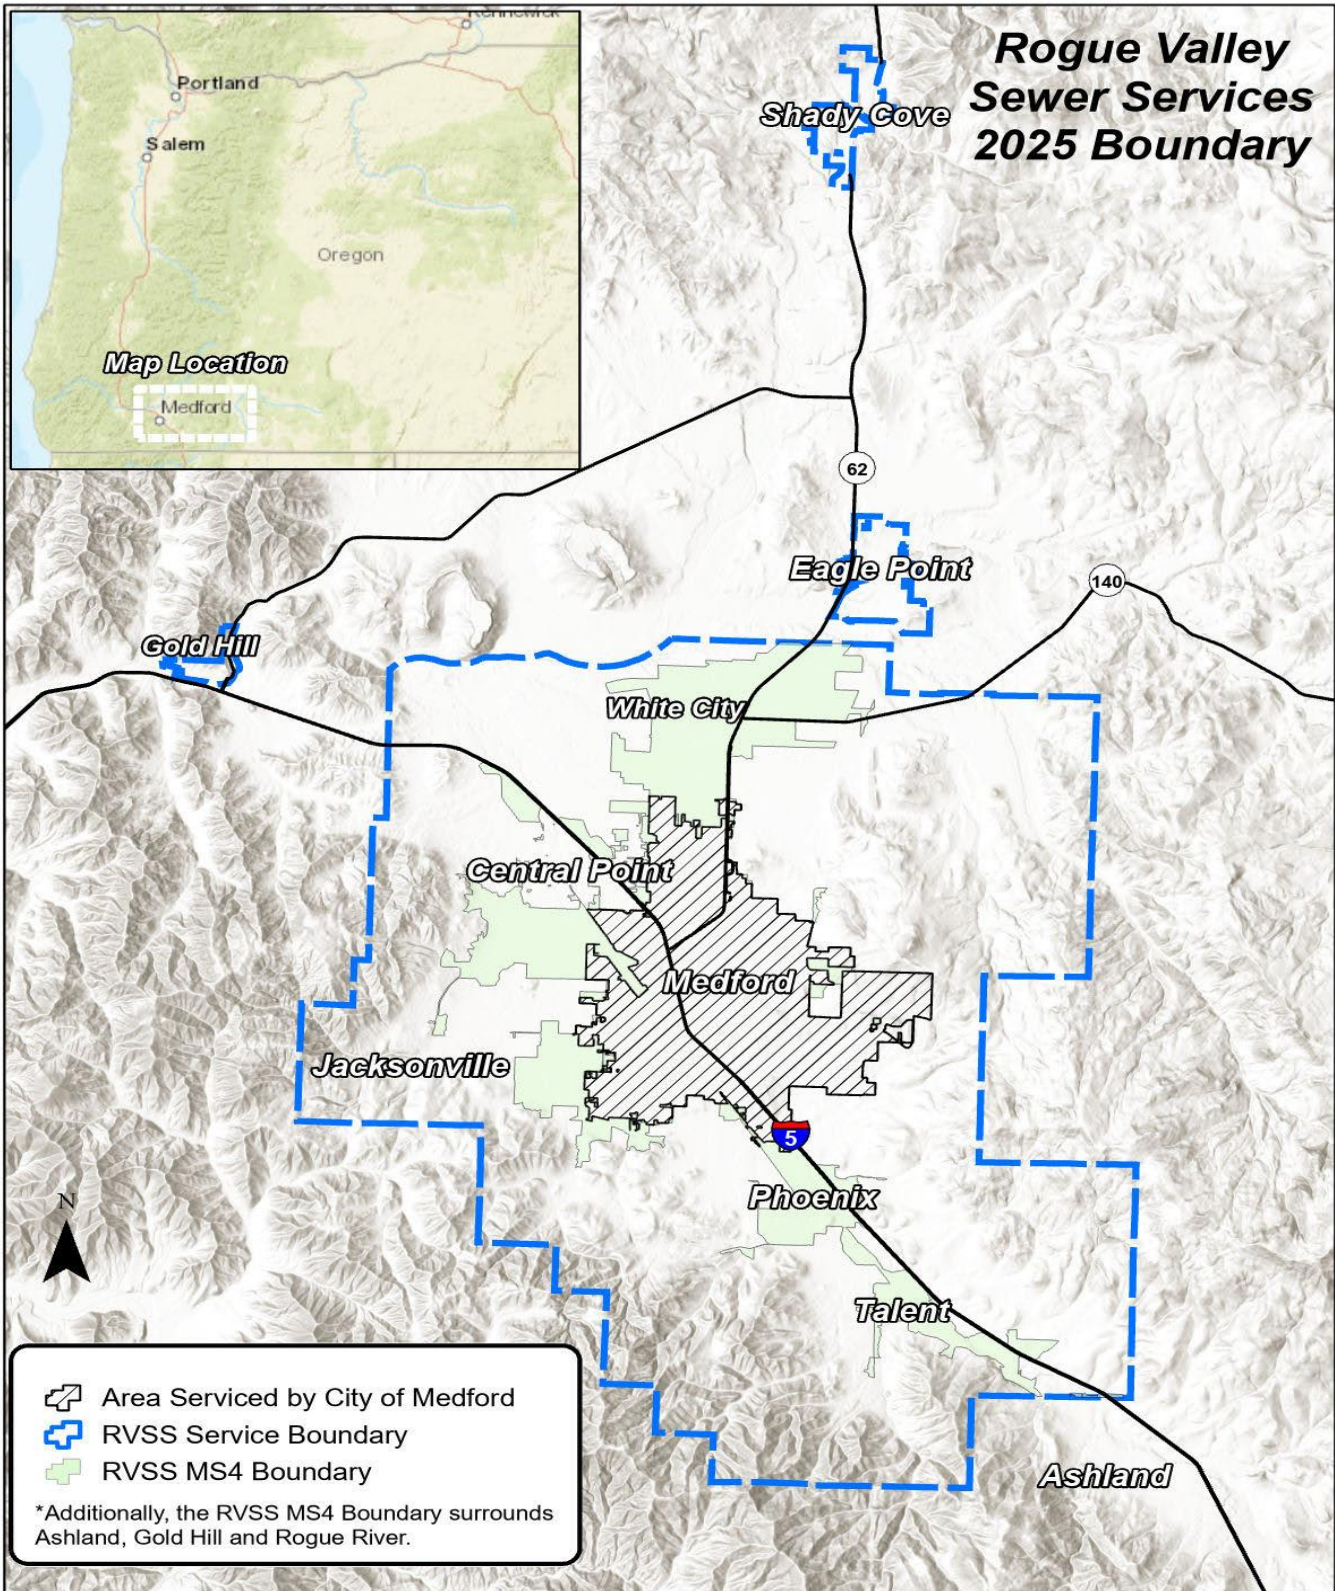 Rogue Valley
Sewer Services
2025 Boundary
Kennewick
Portland
Salem
Oregon
Map Location
Medford
Shady Cove
62
Eagle Point
140
Gold Hill
White City
Central Point
Medford
Jacksonville
5
Phoenix
Talent
Ashland
N
Area Serviced by City of Medford
RVSS Service Boundary
RVSS MS4 Boundary
*Additionally, the RVSS MS4 Boundary surrounds
Ashland, Gold Hill and Rogue River.